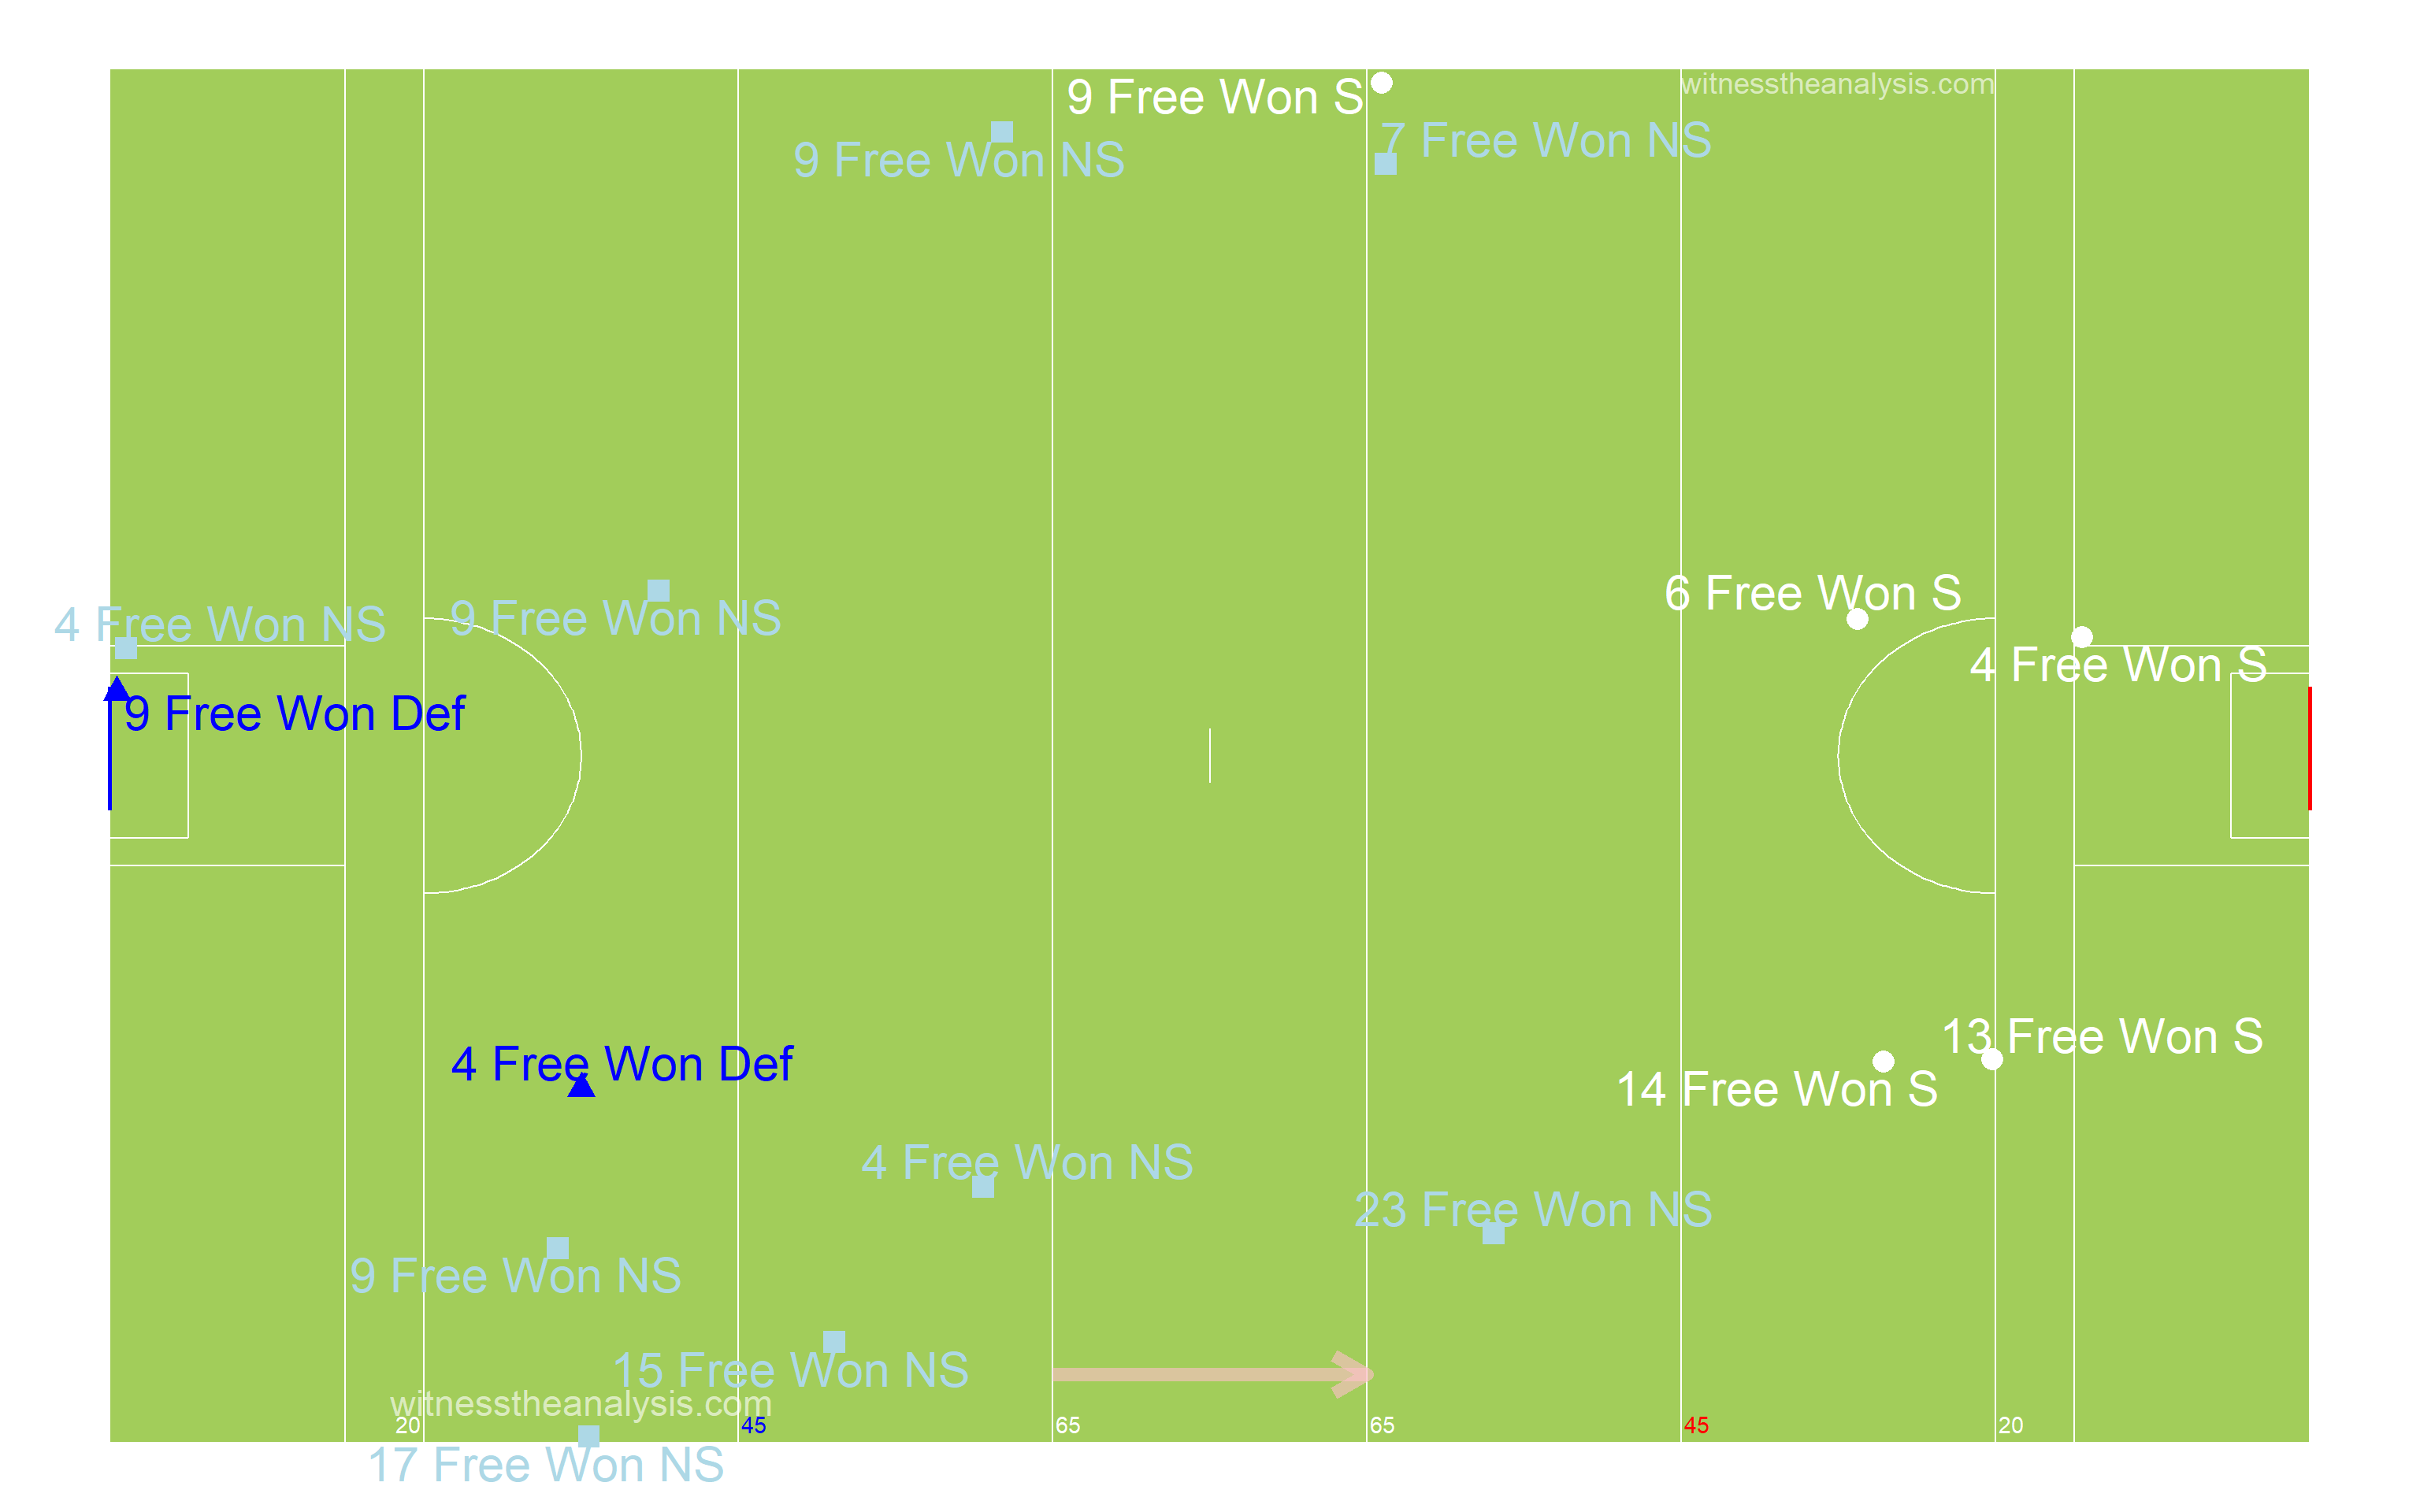 witnesstheanalysis.com
9 Free Won S
7 Free Won NS
9 Free Won NS
6 Free Won S
9 Free Won NS
4 Free Won NS
4 Free Won S
9 Free Won Def
13 Free Won S
4 Free Won Def
14 Free Won S
4 Free Won NS
23 Free Won NS
9 Free Won NS
15 Free Won NS
witnesstheanalysis.com
20
45
65
65
45
20
17 Free Won NS